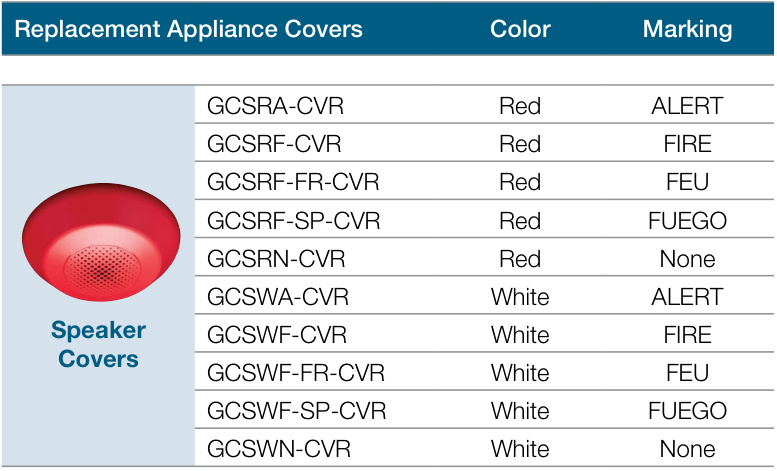 Replacement Appliance Covers Color Marking
GCSRA-CVR Red ALERT
GCSRF-CVR Red FIRE
GCSRF-FR-CVR Red FEU
GCSRF-SP-CVR Red FUEGO
GCSRN-CVR Red None
GCSWA-CVR White ALERT
GCSWF-CVR White FIRE
GCSWF-FR-CVR White FEU
GCSWF-SP-CVR White FUEGO
GCSWN-CVR White None
Speaker
Covers